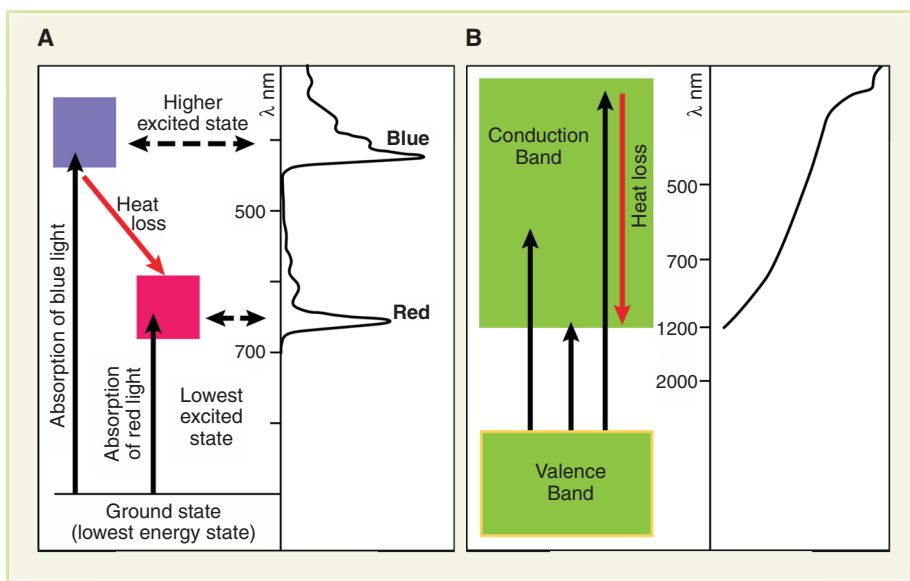 A
Higher
excited state
λ nm
Blue
Heat
loss
500
Absorption of blue light
Red
700
Absorption
of red light
Lowest
excited
state
Ground state
(lowest energy state)
B
Conduction
Band
Heat loss
λ nm
500
700
1200
2000
Valence
Band